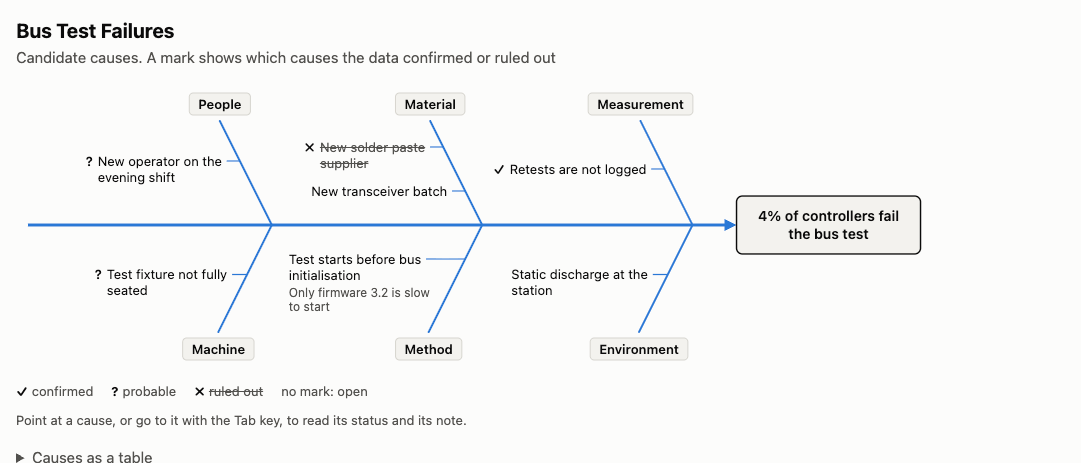 Bus Test Failures
Candidate causes. A mark shows which causes the data confirmed or ruled out
People
Material
Measurement
? New operator on the
evening shift
✕ New solder paste
supplier
New transceiver batch
✓ Retests are not logged
4% of controllers fail
the bus test
? Test fixture not fully
seated
Test starts before bus
initialisation
Only firmware 3.2 is slow
to start
Static discharge at the
station
Machine
Method
Environment
✓ confirmed ? probable ✕ ruled out no mark: open
Point at a cause, or go to it with the Tab key, to read its status and its note.
▶ Causes as a table